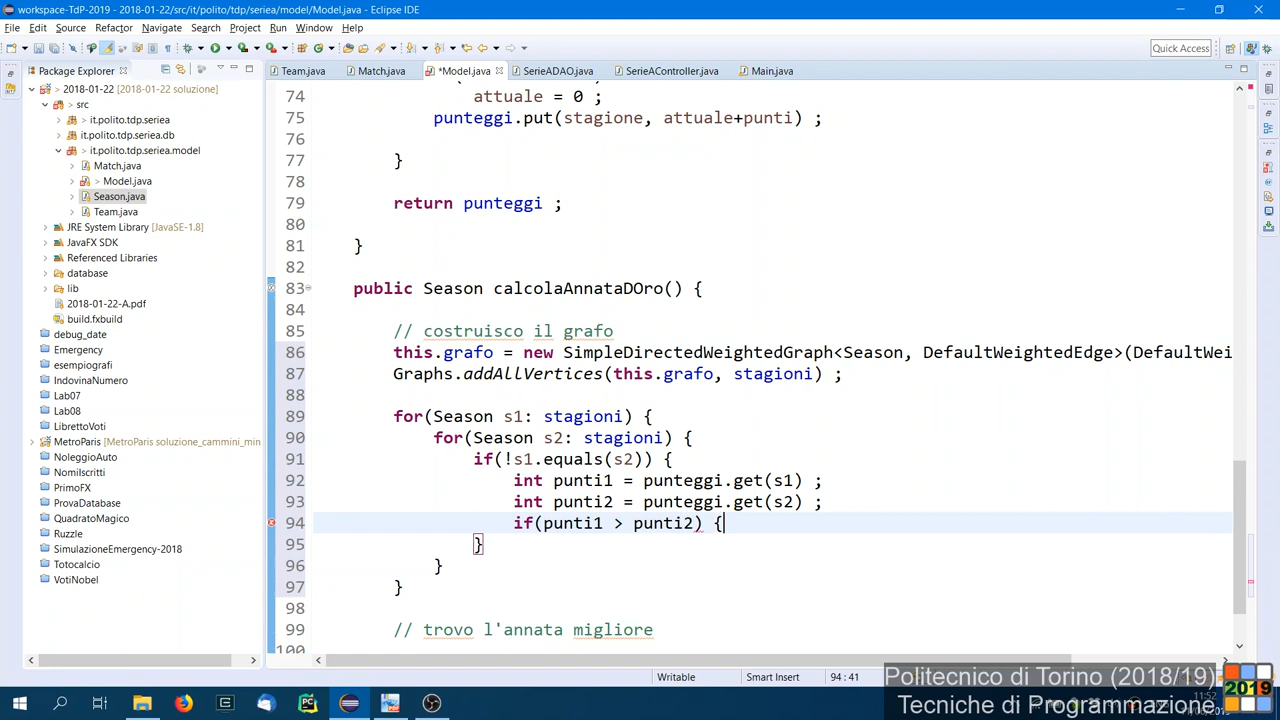 workspace-TdP-2019 - 2018-01-22/src/it/polito/tdp/seriea/model/Model.java - Eclipse IDE
File Edit Source Refactor Navigate Search Project Run Window Help
Quick Access
Package Explorer
Team.java Match.java *Model.java SerieADAO.java SerieAController.java Main.java
2018-01-22 [2018-01-22 soluzione]
src
it.polito.tdp.seriea
it.polito.tdp.seriea.db
it.polito.tdp.seriea.model
Match.java
Model.java
Season.java
Team.java
JRE System Library [JavaSE-1.8]
JavaFX SDK
Referenced Libraries
database
lib
2018-01-22-A.pdf
build.fxbuild
debug_date
Emergency
esempiografi
IndovinaNumero
Lab07
Lab08
LibrettoVoti
MetroParis [MetroParis soluzione_cammini_min
NoleggioAuto
NomiIscritti
PrimoFX
ProvaDatabase
QuadratoMagico
Ruzzle
SimulazioneEmergency-2018
Totocalcio
VotiNobel
74 attuale = 0 ;
75 punteggi.put(stagione, attuale+punti) ;
76
77 }
78
79 return punteggi ;
80
81 }
82
83 public Season calcolaAnnataDOro() {
84
85 // costruisco il grafo
86 this.grafo = new SimpleDirectedWeightedGraph<Season, DefaultWeightedEdge>(DefaultWei
87 Graphs.addAllVertices(this.grafo, stagioni) ;
88
89 for(Season s1: stagioni) {
90 for(Season s2: stagioni) {
91 if(!s1.equals(s2)) {
92 int punti1 = punteggi.get(s1) ;
93 int punti2 = punteggi.get(s2) ;
94 if(punti1 > punti2) {
95 }
96 }
97 }
98
99 // trovo l'annata migliore
100
Writable Smart Insert 94 : 41
Politecnico di Torino (2018/19)
Tecniche di Programmazione
2019
11:52